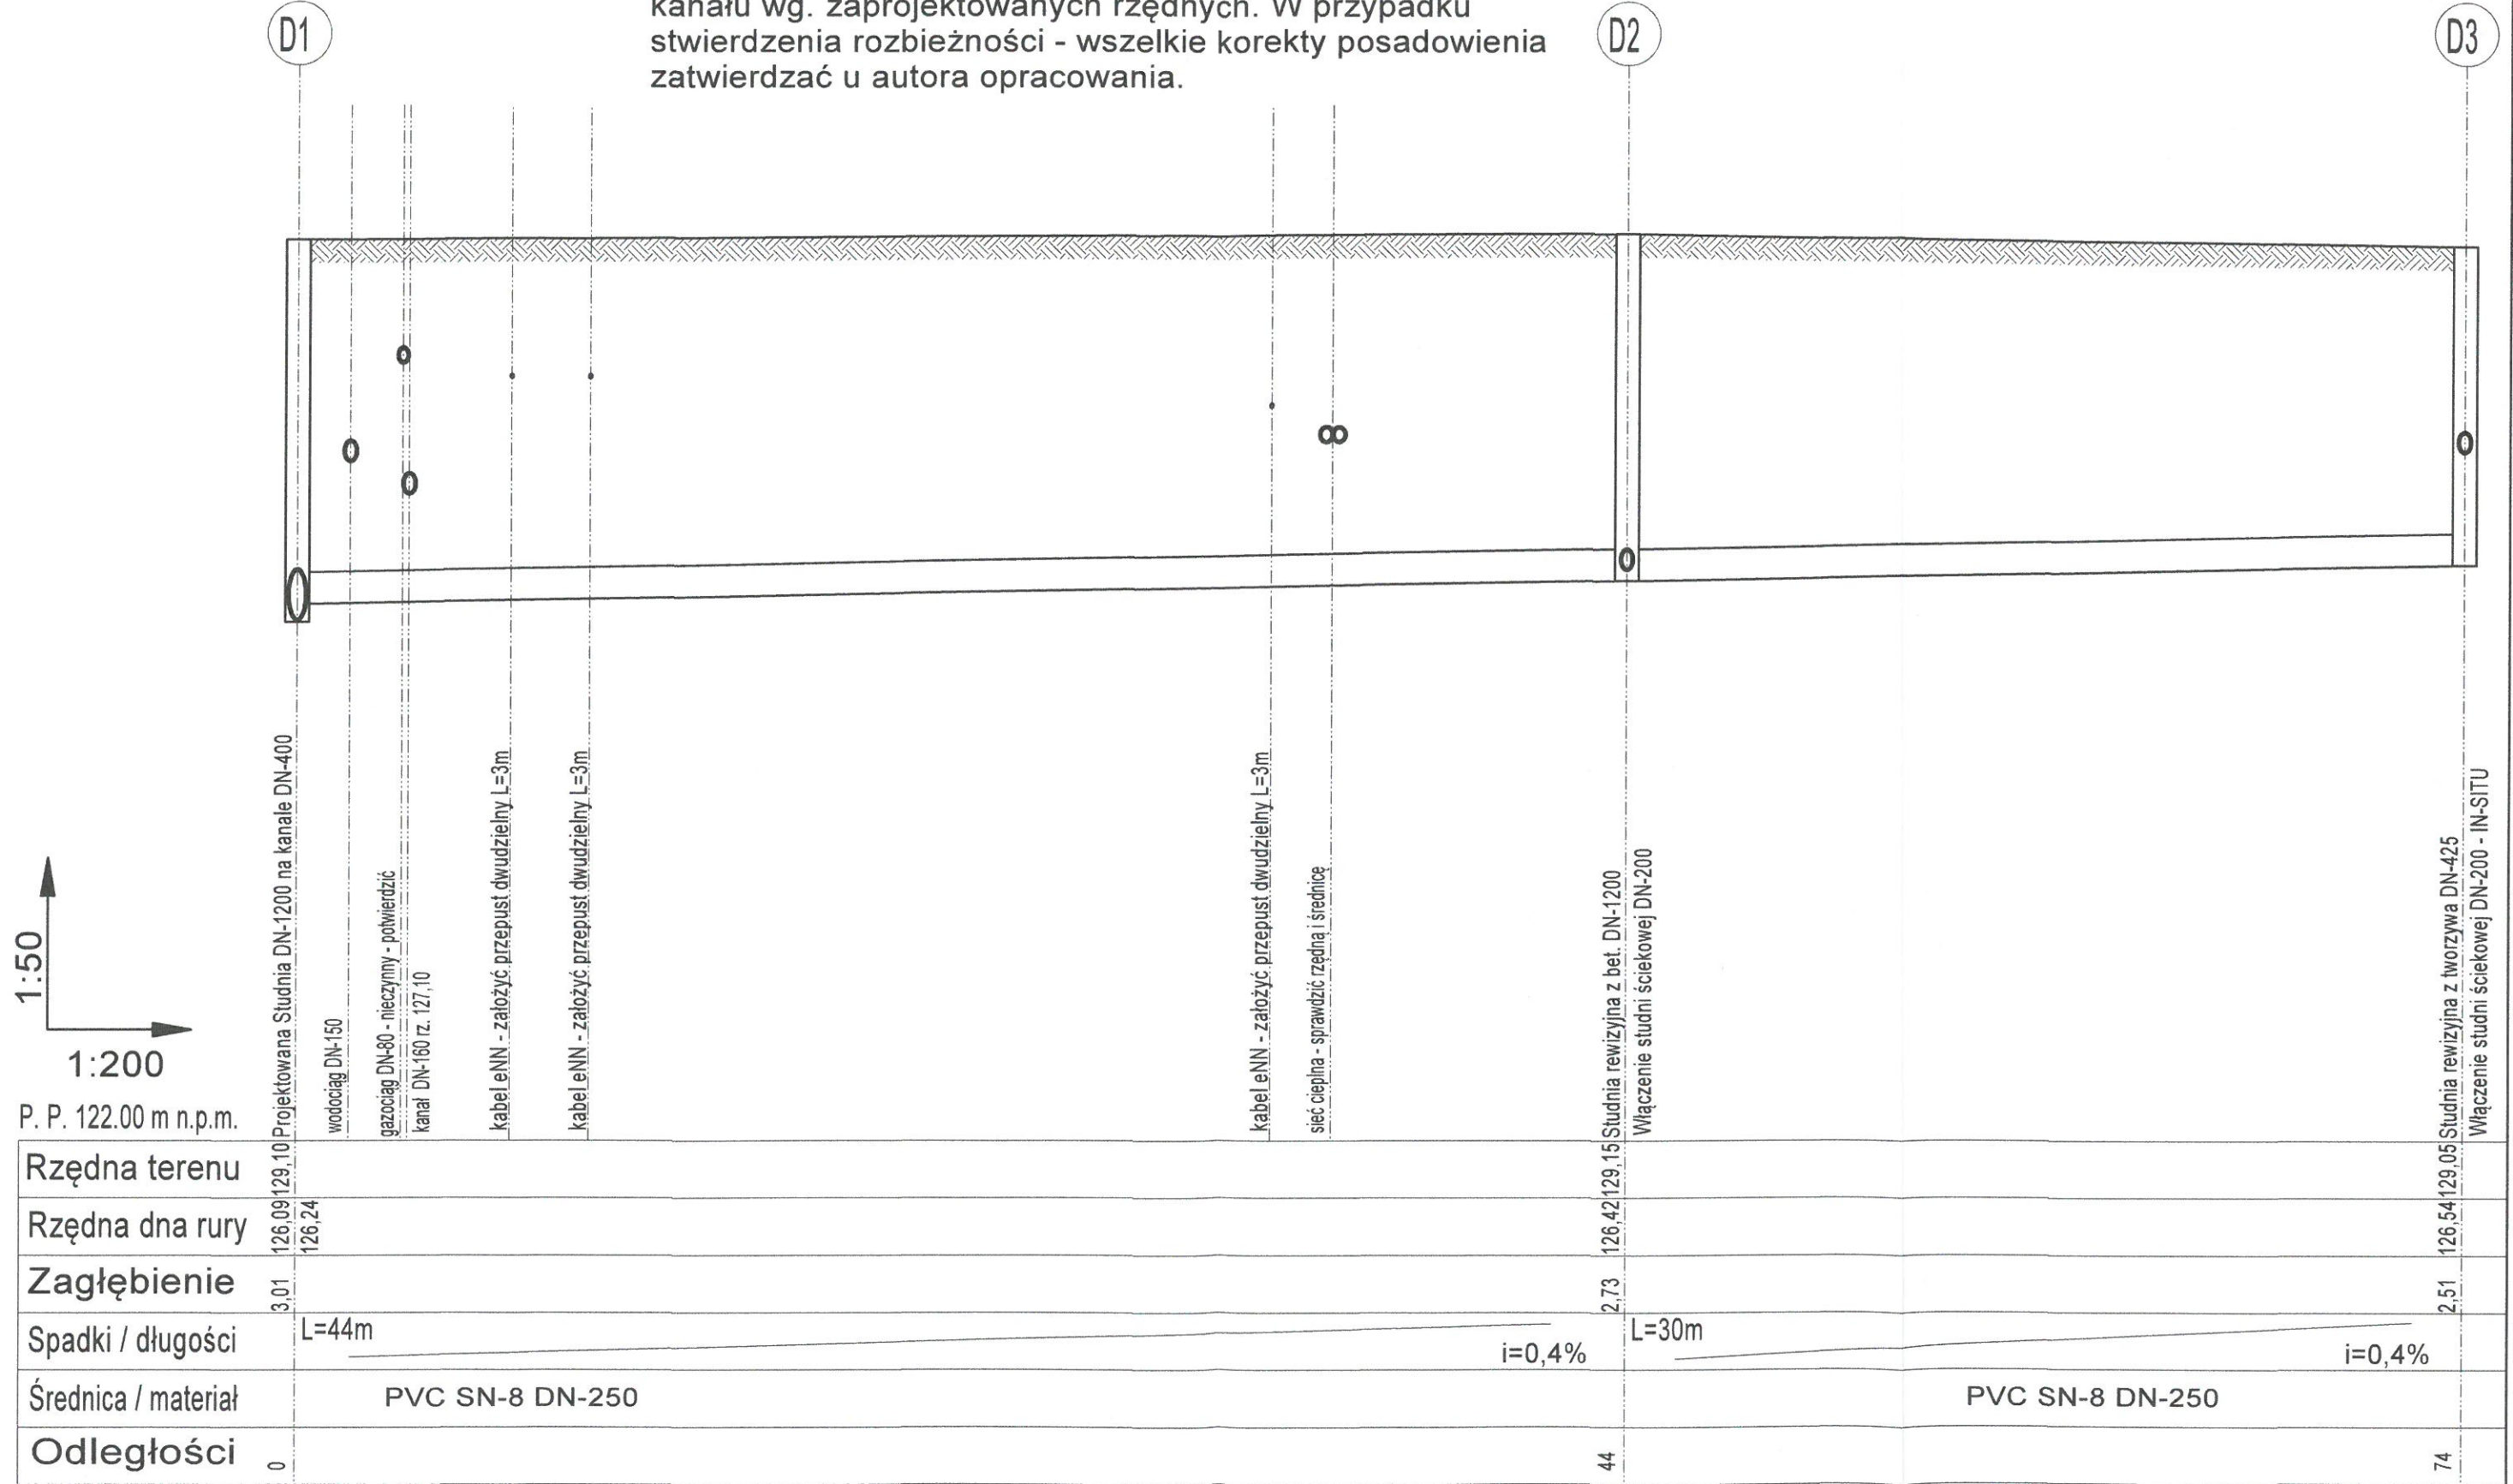 D1
kanału wg. zaprojektowanych rzędnych. W przypadku
stwierdzenia rozbieżności - wszelkie korekty posadowienia
zatwierdzać u autora opracowania.
D2
D3
1:50
1:200
P. P. 122.00 m n.p.m.
Projektowana Studnia DN-1200 na kanale DN-400
wodociąg DN-150
gazociąg DN-80 - nieczynny - potwierdzić
kanał DN-160 rz. 127,10
kabel eNN - założyć przepust dwudzielny L=3m
kabel eNN - założyć przepust dwudzielny L=3m
kabel eNN - założyć przepust dwudzielny L=3m
sieć cieplna - sprawdzić rzędną i średnicę
Studnia rewizyjna z bet. DN-1200
Włączenie studni ściekowej DN-200
Studnia rewizyjna z tworzywa DN-425
Włączenie studni ściekowej DN-200 - IN-SITU
Rzędna terenu
129,10
129,15
129,05
Rzędna dna rury
126,09
126,24
126,42
126,54
Zagłębienie
3,01
2,73
2,51
Spadki / długości
L=44m
i=0,4%
L=30m
i=0,4%
Średnica / materiał
PVC SN-8 DN-250
PVC SN-8 DN-250
Odległości
0
44
74